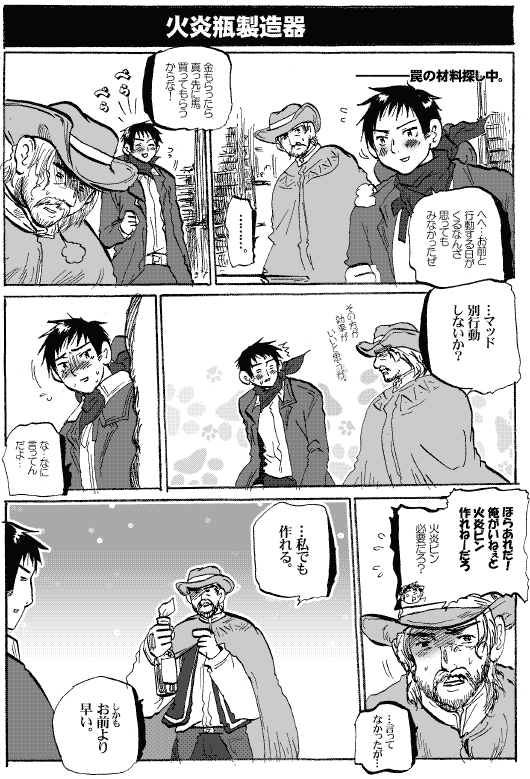 火炎瓶製造器
━━━罠の材料探し中。
へへ…お前と
行動する日が
くるなんざ
思っても
みなかったぜ
………。
金もらったら
真っ先に馬
買ってもらう
からな！
…マッド
別行動
しないか？
その方が
効率が
いいと思うが。
な…なに
言ってん
だよ…
ほらあれだ！
俺がいねぇと
火炎ビン
作れねーだろ
火炎ビン
必要だろ？
…言って
なかったが…
…私でも
作れる。
しかも
お前より
早い。